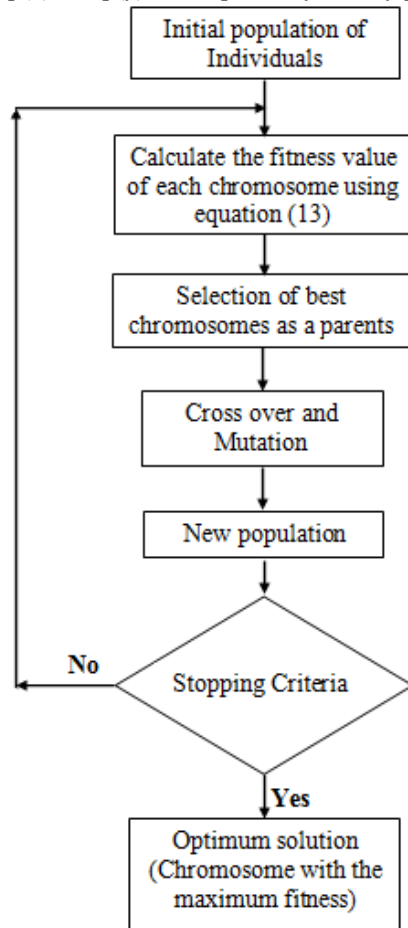 Initial population of
Individuals
Calculate the fitness value
of each chromosome using
equation (13)
Selection of best
chromosomes as a parents
Cross over and
Mutation
New population
No
Stopping Criteria
Yes
Optimum solution
(Chromosome with the
maximum fitness)